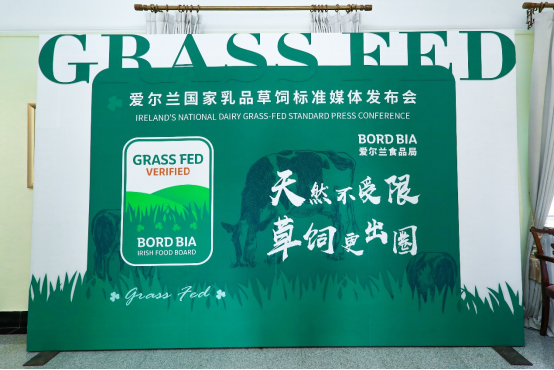 GRASS FED
爱尔兰国家乳品草饲标准媒体发布会
IRELAND'S NATIONAL DAIRY GRASS-FED STANDARD PRESS CONFERENCE
BORD BIA
爱尔兰食品局
GRASS FED
VERIFIED
BORD BIA
IRISH FOOD BOARD
天然不受限
草饲更出圈
Grass Fed